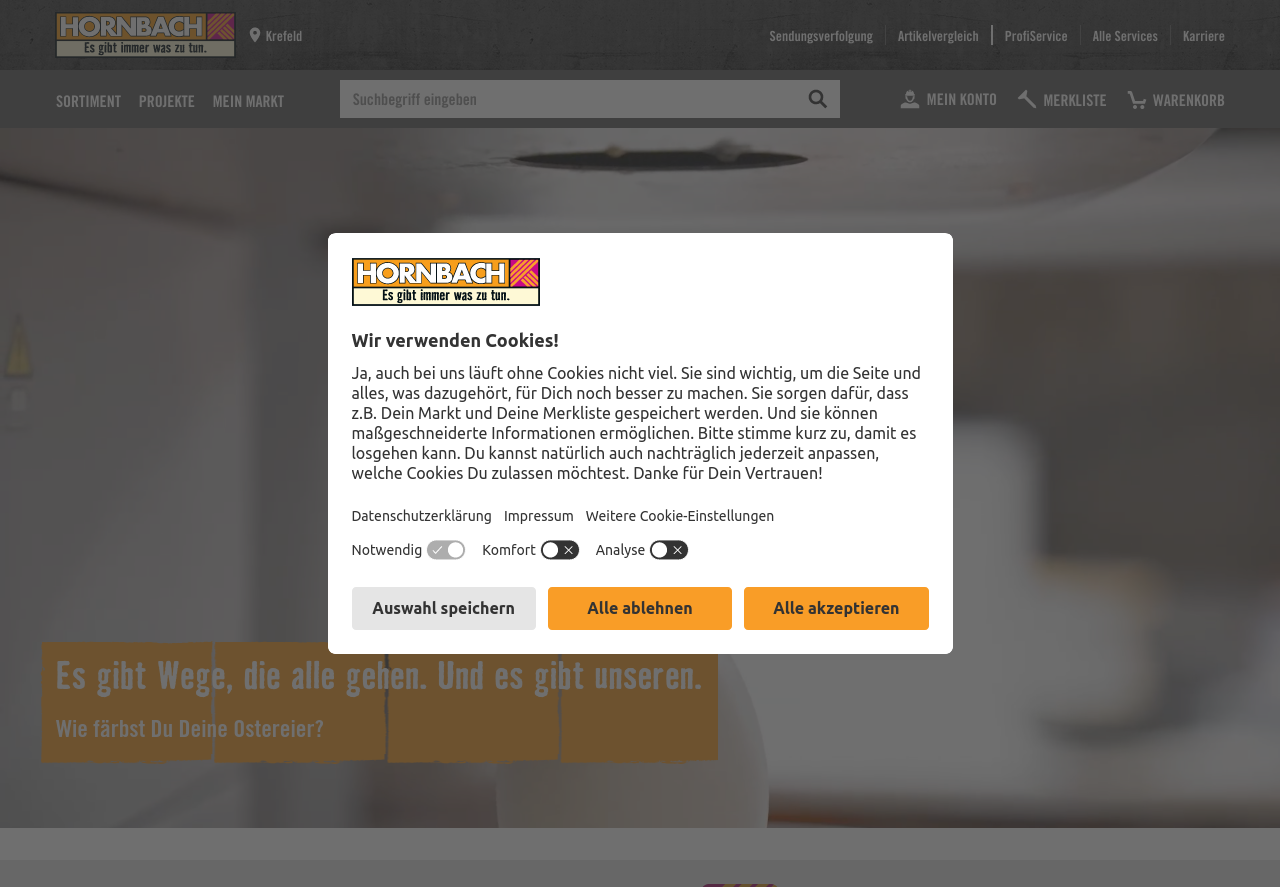 HORNBACH
Es gibt immer was zu tun.
Krefeld
Sendungsverfolgung
Artikelvergleich
ProfiService
Alle Services
Karriere
SORTIMENT
PROJEKTE
MEIN MARKT
Suchbegriff eingeben
MEIN KONTO
MERKLISTE
WARENKORB
HORNBACH
Es gibt immer was zu tun.
Wir verwenden Cookies!
Ja, auch bei uns läuft ohne Cookies nicht viel. Sie sind wichtig, um die Seite und
alles, was dazugehört, für Dich noch besser zu machen. Sie sorgen dafür, dass
z.B. Dein Markt und Deine Merkliste gespeichert werden. Und sie können
maßgeschneiderte Informationen ermöglichen. Bitte stimme kurz zu, damit es
losgehen kann. Du kannst natürlich auch nachträglich jederzeit anpassen,
welche Cookies Du zulassen möchtest. Danke für Dein Vertrauen!
Datenschutzerklärung
Impressum
Weitere Cookie-Einstellungen
Notwendig
Komfort
Analyse
Auswahl speichern
Alle ablehnen
Alle akzeptieren
Es gibt Wege, die alle gehen. Und es gibt unseren.
Wie färbst Du Deine Ostereier?